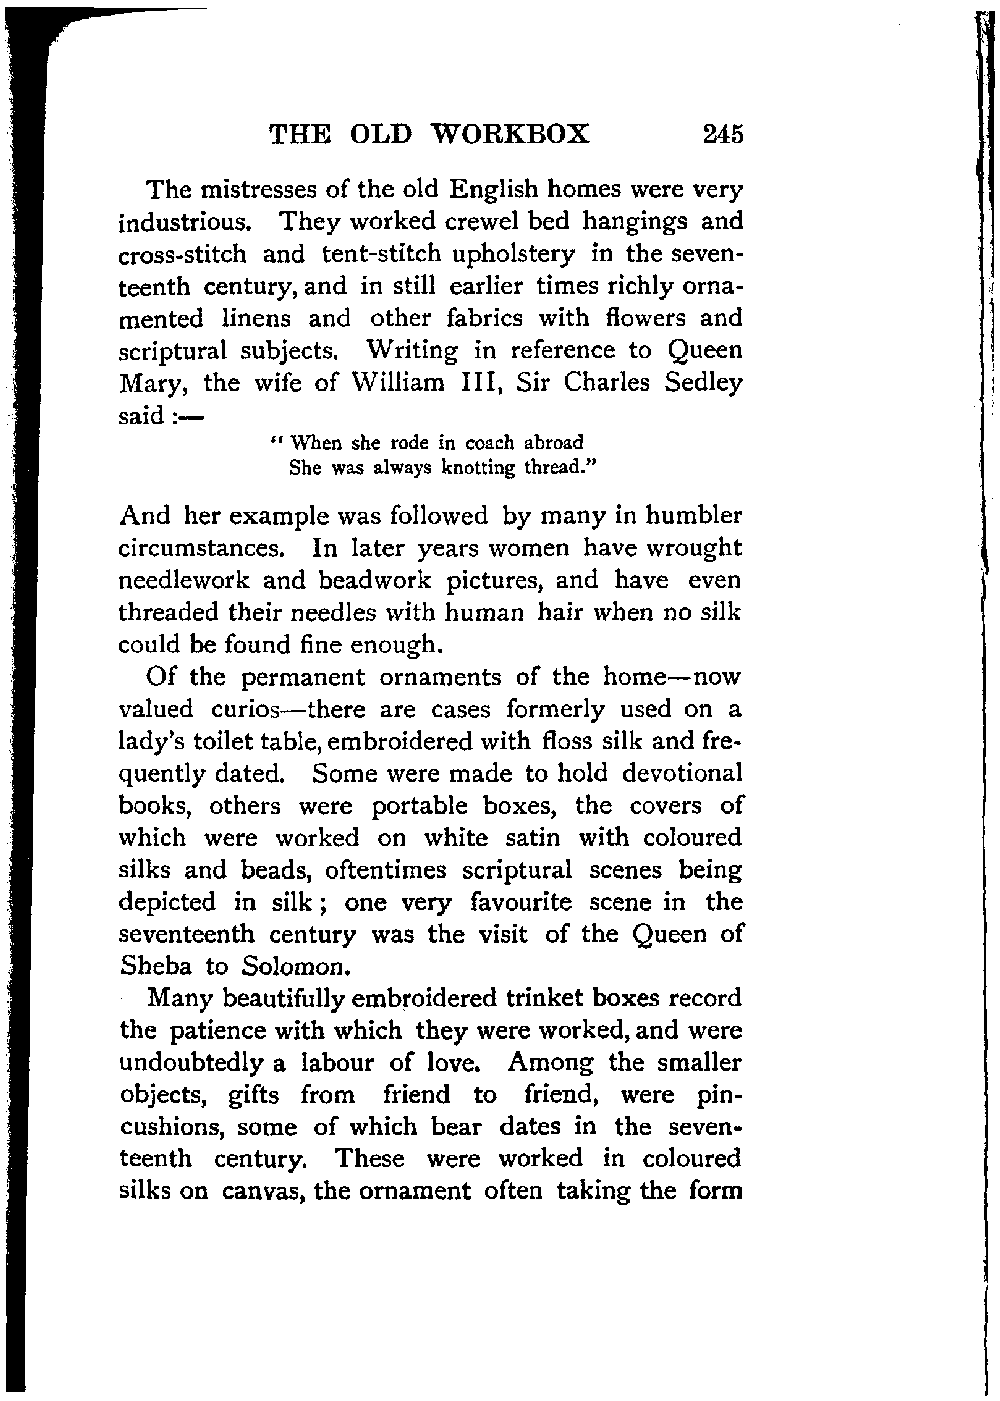 THE OLD WORKBOX 245
The mistresses of the old English homes were very
industrious. They worked crewel bed hangings and
cross-stitch and tent-stitch upholstery in the seven-
teenth century, and in still earlier times richly orna-
mented linens and other fabrics with flowers and
scriptural subjects. Writing in reference to Queen
Mary, the wife of William III, Sir Charles Sedley
said :—
“ When she rode in coach abroad
She was always knotting thread.”
And her example was followed by many in humbler
circumstances. In later years women have wrought
needlework and beadwork pictures, and have even
threaded their needles with human hair when no silk
could be found fine enough.
Of the permanent ornaments of the home—now
valued curios—there are cases formerly used on a
lady’s toilet table, embroidered with floss silk and fre-
quently dated. Some were made to hold devotional
books, others were portable boxes, the covers of
which were worked on white satin with coloured
silks and beads, oftentimes scriptural scenes being
depicted in silk ; one very favourite scene in the
seventeenth century was the visit of the Queen of
Sheba to Solomon.
Many beautifully embroidered trinket boxes record
the patience with which they were worked, and were
undoubtedly a labour of love. Among the smaller
objects, gifts from friend to friend, were pin-
cushions, some of which bear dates in the seven-
teenth century. These were worked in coloured
silks on canvas, the ornament often taking the form